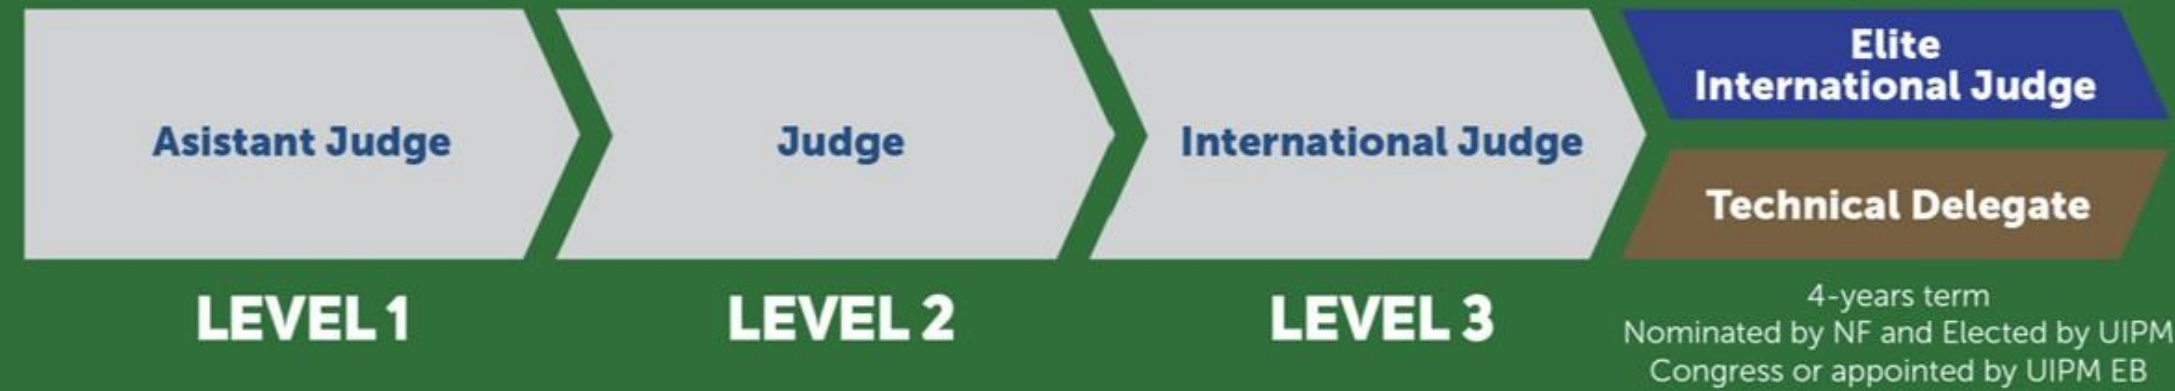 Asistant Judge
LEVEL 1
Judge
LEVEL 2
International Judge
LEVEL 3
Elite
International Judge
Technical Delegate
4-years term
Nominated by NF and Elected by UIPM
Congress or appointed by UIPM EB